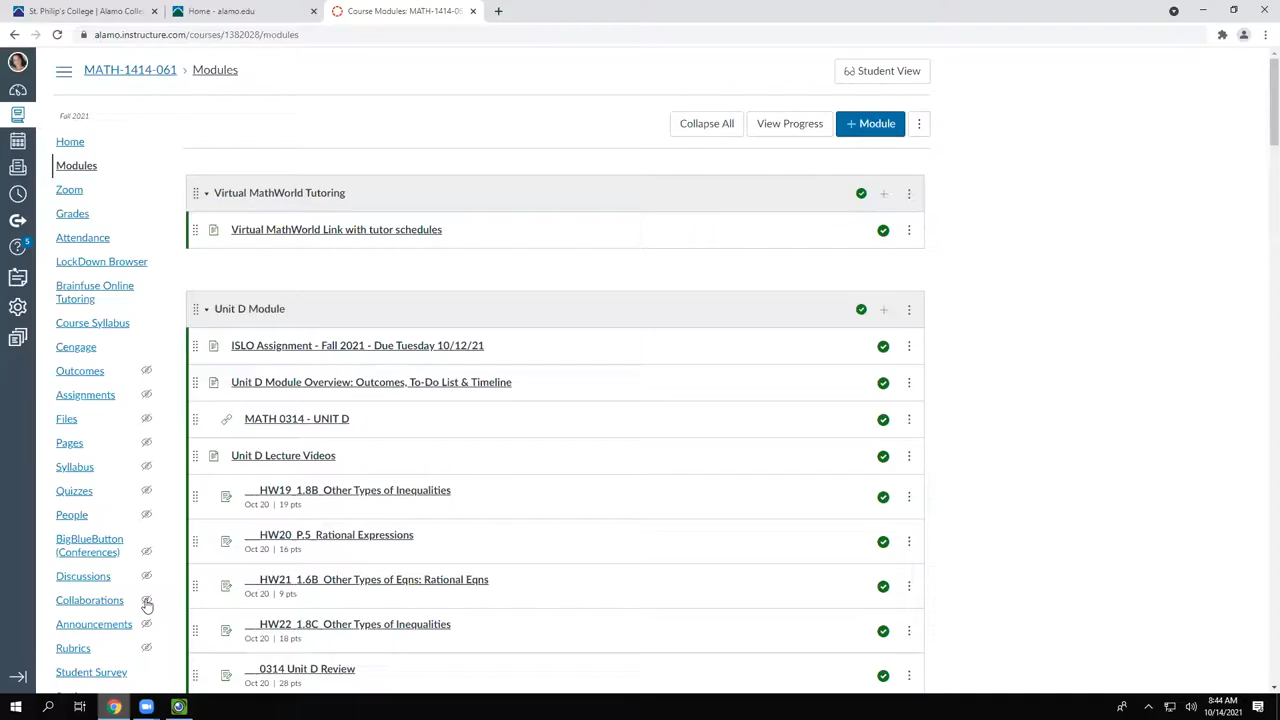 St. Philip's College | Alamo Colle
Home - alamo.edu
Course Modules: MATH-1414-06
alamo.instructure.com/courses/1382028/modules
MATH-1414-061 › Modules
Student View
Fall 2021
Collapse All
View Progress
+ Module
Home
Modules
Zoom
Grades
Attendance
LockDown Browser
Brainfuse Online
Tutoring
Course Syllabus
Cengage
Outcomes
Assignments
Files
Pages
Syllabus
Quizzes
People
BigBlueButton
(Conferences)
Discussions
Collaborations
Announcements
Rubrics
Student Survey
5
Virtual MathWorld Tutoring
Virtual MathWorld Link with tutor schedules
Unit D Module
ISLO Assignment - Fall 2021 - Due Tuesday 10/12/21
Unit D Module Overview: Outcomes, To-Do List & Timeline
MATH 0314 - UNIT D
Unit D Lecture Videos
___HW19_1.8B_Other Types of Inequalities
Oct 20 | 19 pts
___HW20_P.5_Rational Expressions
Oct 20 | 16 pts
___HW21_1.6B_Other Types of Eqns: Rational Eqns
Oct 20 | 9 pts
___HW22_1.8C_Other Types of Inequalities
Oct 20 | 18 pts
___0314 Unit D Review
Oct 20 | 28 pts
8:44 AM
10/14/2021